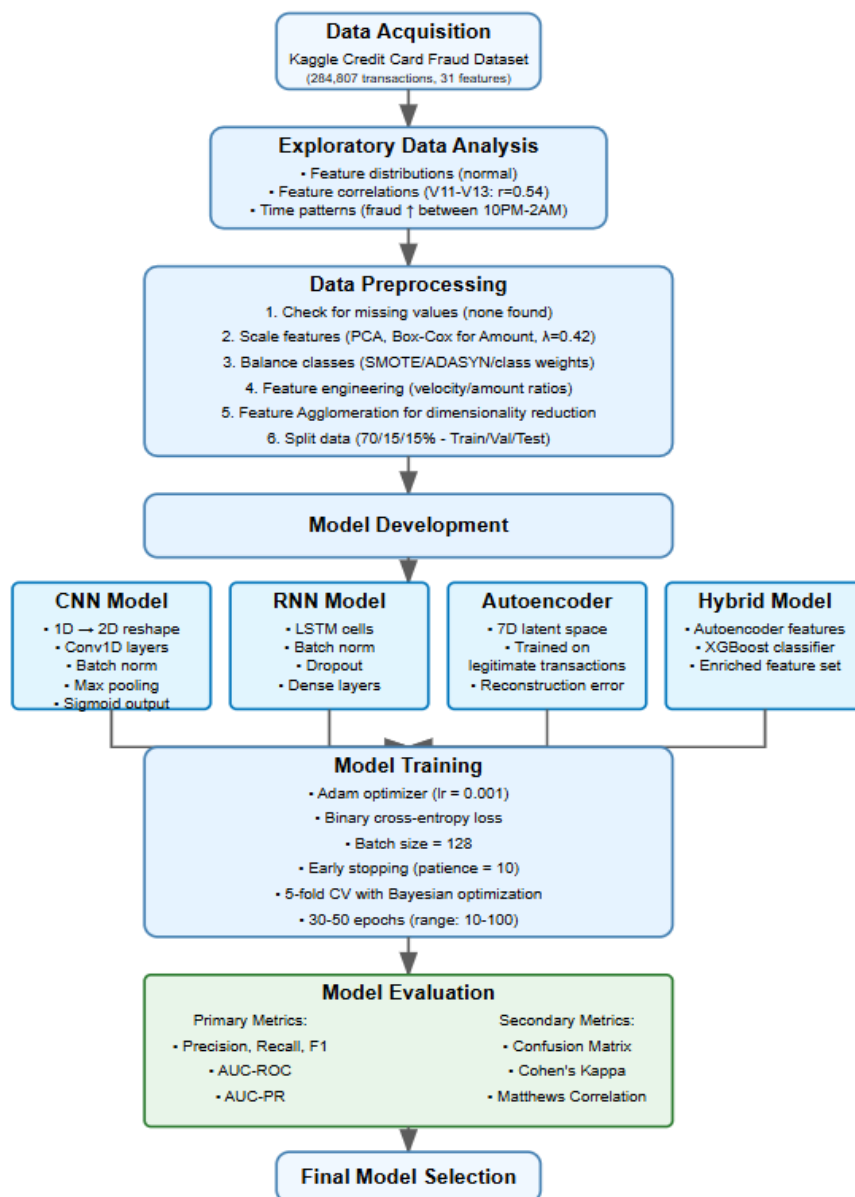 Data Acquisition
Kaggle Credit Card Fraud Dataset
(284,807 transactions, 31 features)
Exploratory Data Analysis
▪ Feature distributions (normal)
▪ Feature correlations (V11-V13: r=0.54)
▪ Time patterns (fraud ↑ between 10PM-2AM)
Data Preprocessing
1. Check for missing values (none found)
2. Scale features (PCA, Box-Cox for Amount, λ=0.42)
3. Balance classes (SMOTE/ADASYN/class weights)
4. Feature engineering (velocity/amount ratios)
5. Feature Agglomeration for dimensionality reduction
6. Split data (70/15/15% - Train/Val/Test)
Model Development
CNN Model
▪ 1D → 2D reshape
▪ Conv1D layers
▪ Batch norm
▪ Max pooling
▪ Sigmoid output
RNN Model
▪ LSTM cells
▪ Batch norm
▪ Dropout
▪ Dense layers
Autoencoder
▪ 7D latent space
▪ Trained on
legitimate transactions
▪ Reconstruction error
Hybrid Model
▪ Autoencoder features
▪ XGBoost classifier
▪ Enriched feature set
Model Training
▪ Adam optimizer (lr = 0.001)
▪ Binary cross-entropy loss
▪ Batch size = 128
▪ Early stopping (patience = 10)
▪ 5-fold CV with Bayesian optimization
▪ 30-50 epochs (range: 10-100)
Model Evaluation
Primary Metrics:
▪ Precision, Recall, F1
▪ AUC-ROC
▪ AUC-PR
Secondary Metrics:
▪ Confusion Matrix
▪ Cohen's Kappa
▪ Matthews Correlation
Final Model Selection